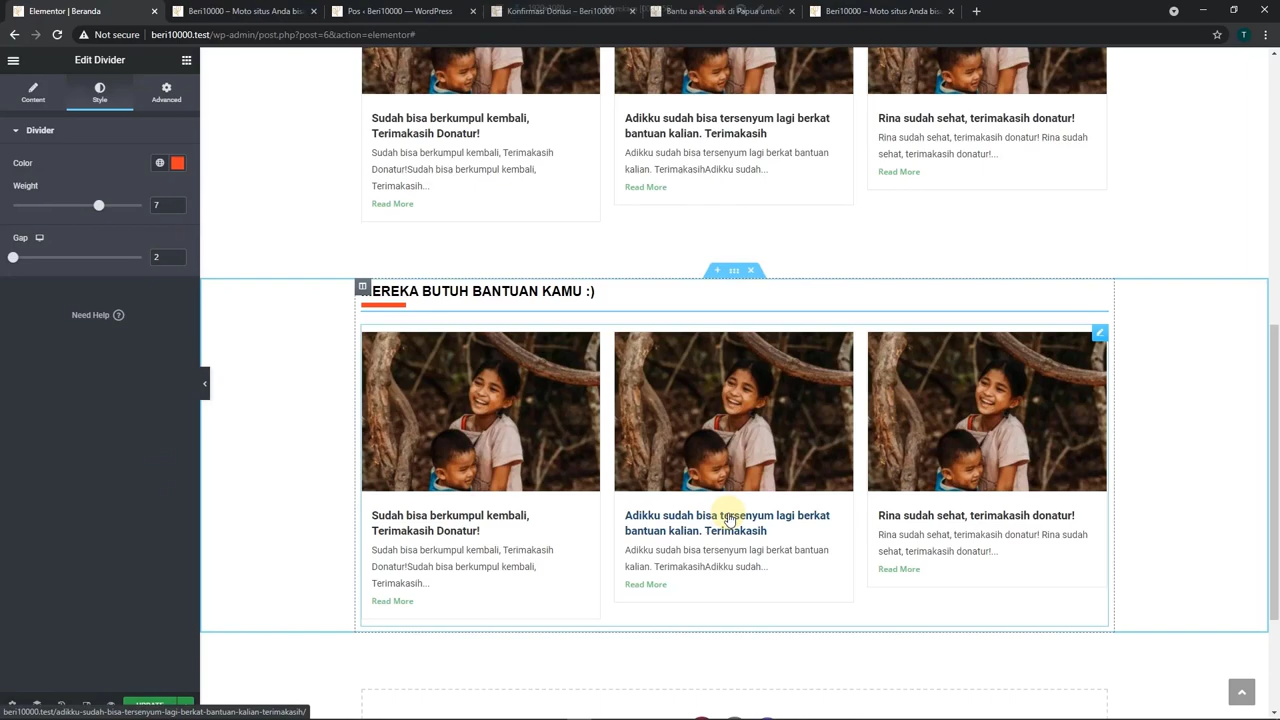 Beri10000 – Moto situs Beri10000
Beri10000 – Moto situs Beri10000
Pos ‹ Beri10000 — WordPress
Konfirmasi Donasi – Beri10000
Bantu anak-anak di Papua untuk
Beri10000 – Moto situs Beri10000
Not secure
beri10000.test/wp-admin/post.php?post=6&action=elementor#
T
Edit Divider
Content
Style
Advanced
Divider
Color
Weight
7
Gap
2
Need Help
UPDATE
Sudah bisa berkumpul kembali,
Terimakasih Donatur!
Sudah bisa berkumpul kembali, Terimakasih
Donatur!Sudah bisa berkumpul kembali,
Terimakasih...
Read More
Adikku sudah bisa tersenyum lagi berkat
bantuan kalian. Terimakasih
Adikku sudah bisa tersenyum lagi berkat bantuan
kalian. TerimakasihAdikku sudah...
Read More
Rina sudah sehat, terimakasih donatur!
Rina sudah sehat, terimakasih donatur! Rina sudah
sehat, terimakasih donatur!...
Read More
MEREKA BUTUH BANTUAN KAMU :)
Sudah bisa berkumpul kembali,
Terimakasih Donatur!
Sudah bisa berkumpul kembali, Terimakasih
Donatur!Sudah bisa berkumpul kembali,
Terimakasih...
Read More
Adikku sudah bisa tersenyum lagi berkat
bantuan kalian. Terimakasih
Adikku sudah bisa tersenyum lagi berkat bantuan
kalian. TerimakasihAdikku sudah...
Read More
Rina sudah sehat, terimakasih donatur!
Rina sudah sehat, terimakasih donatur! Rina sudah
sehat, terimakasih donatur!...
Read More
beri10000.test/adikku-sudah-bisa-tersenyum-lagi-berkat-bantuan-kalian-terimakasih/